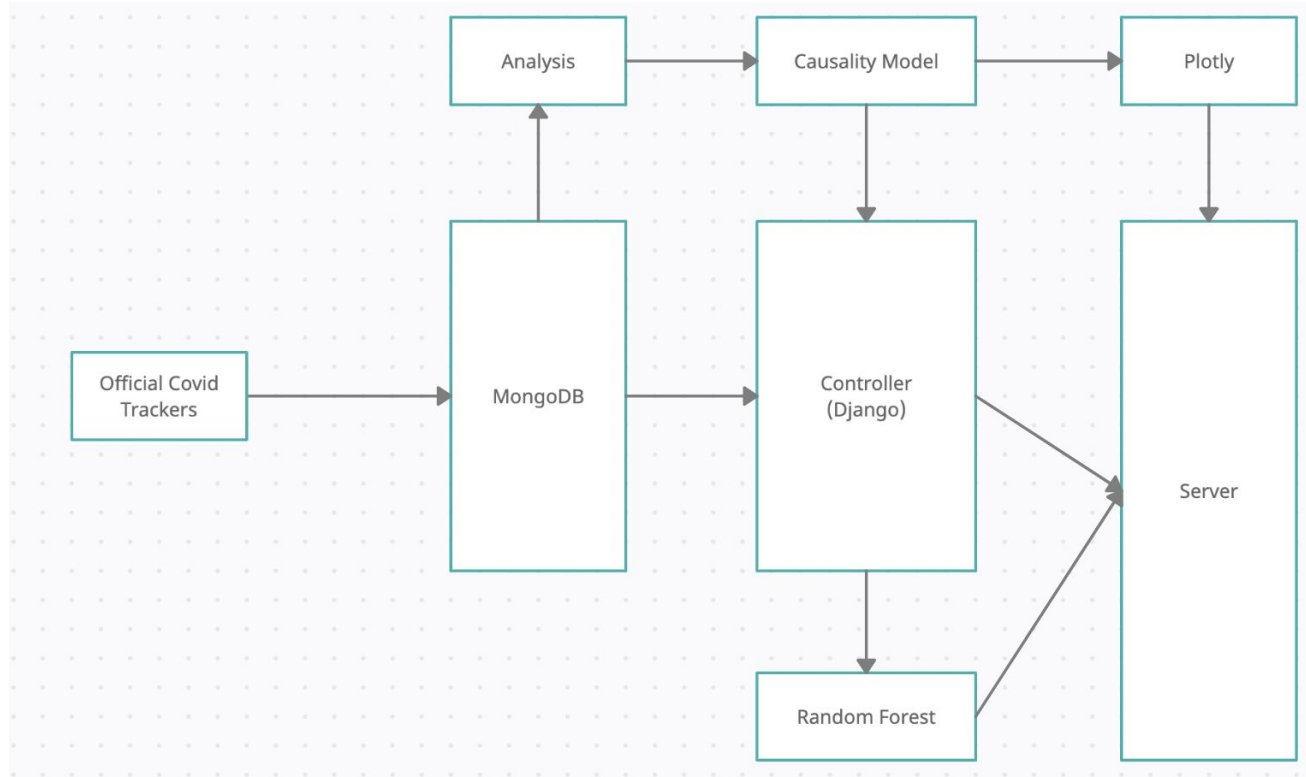 Analysis
Causality Model
Plotly
Official Covid
Trackers
MongoDB
Controller
(Django)
Server
Random Forest